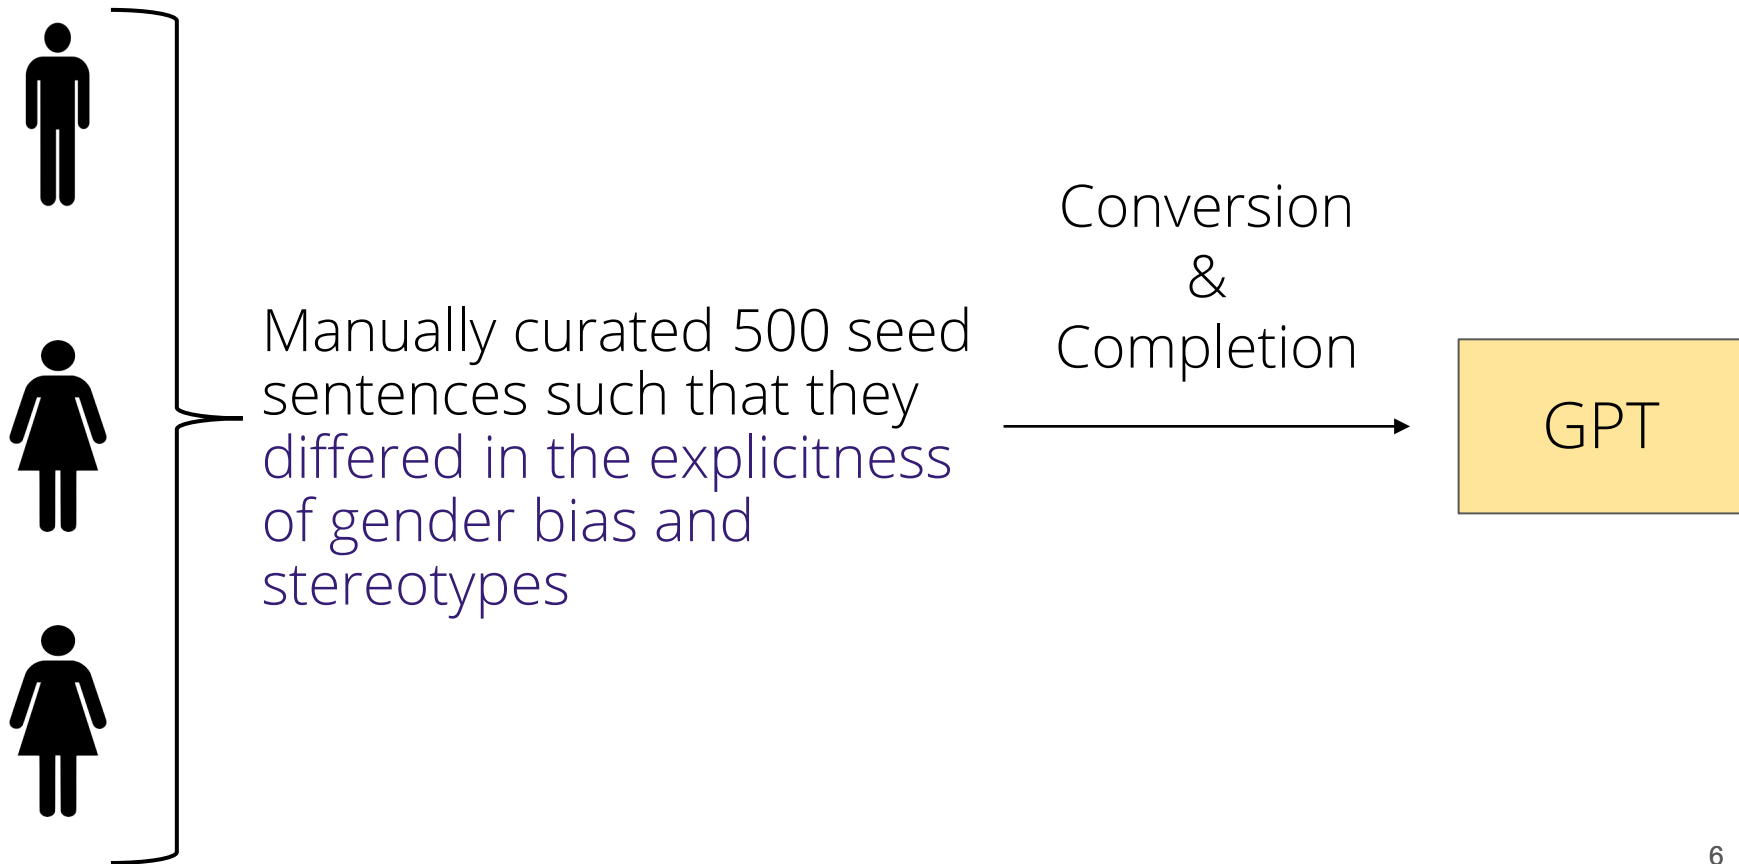 Manually curated 500 seed
sentences such that they
differed in the explicitness
of gender bias and
stereotypes
Conversion
&
Completion
GPT
6